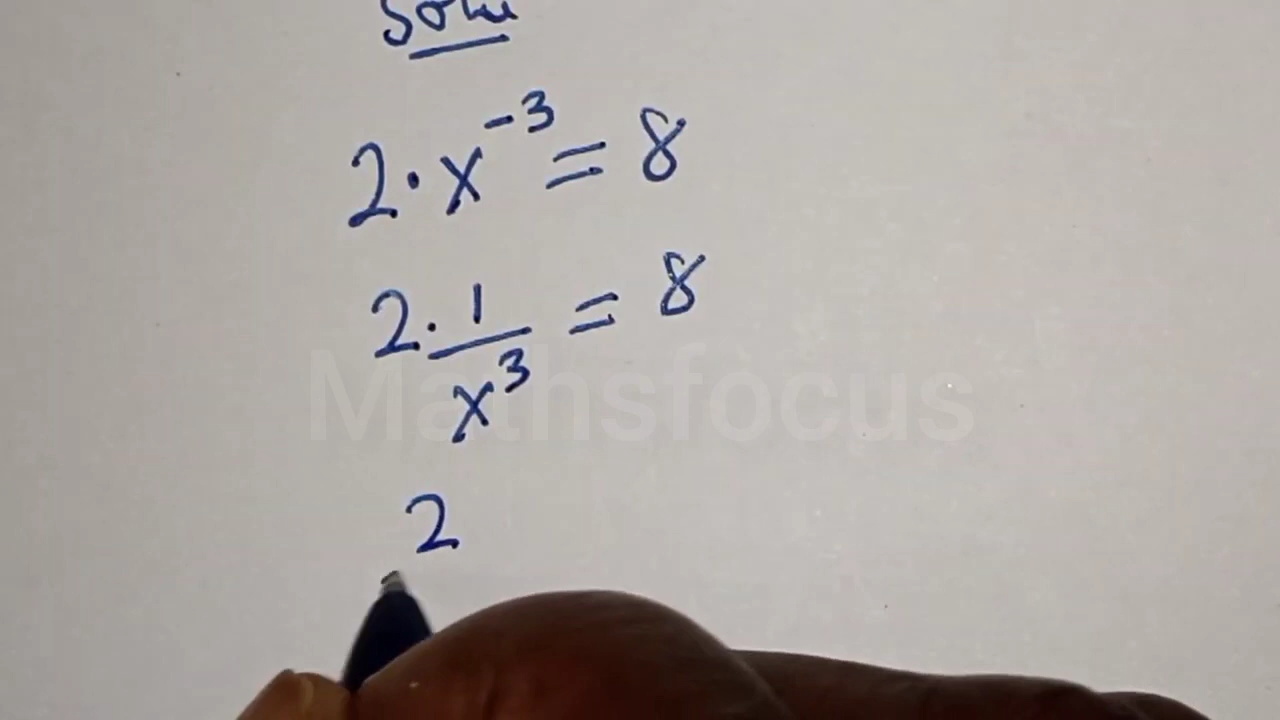 2·x⁻³ = 8
2·1/x³ = 8
Mathsfocus
2